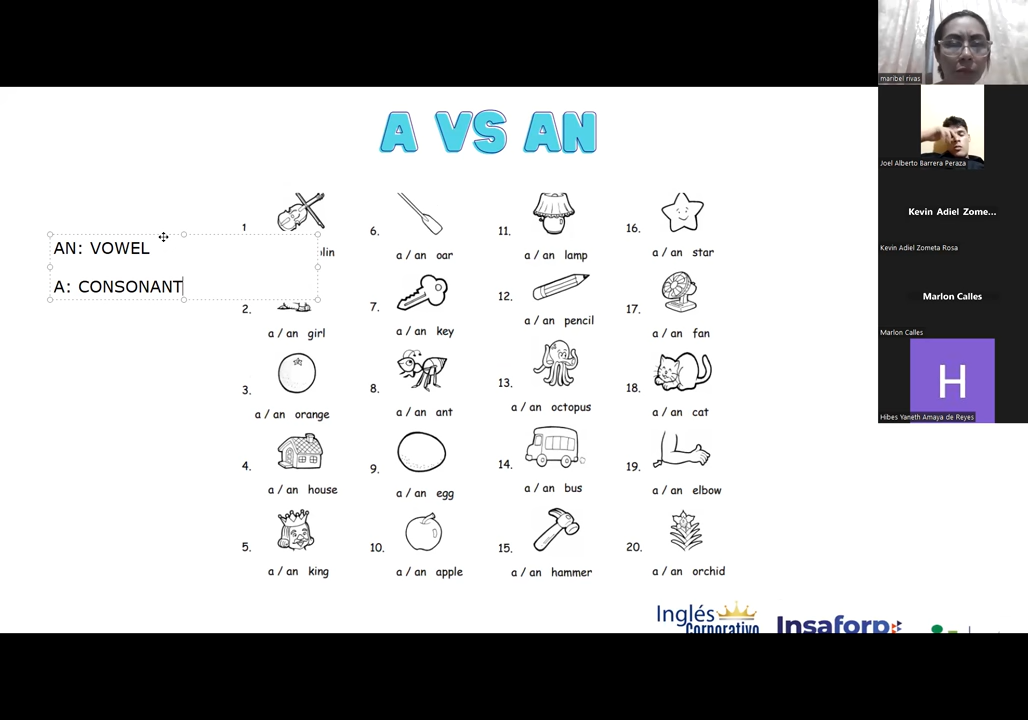 A VS AN
AN: VOWEL
A: CONSONANT
1
lin
2.
a / an girl
3.
a / an orange
4.
a / an house
5.
a / an king
6.
a / an oar
7.
a / an key
8.
a / an ant
9.
a / an egg
10.
a / an apple
11.
a / an lamp
12.
a / an pencil
13.
a / an octopus
14.
a / an bus
15.
a / an hammer
16.
a / an star
17.
a / an fan
18.
a / an cat
19.
a / an elbow
20.
a / an orchid
Inglés
Corporativo
Insaforp
maribel rivas
Joel Alberto Barrera Peraza
Kevin Adiel Zome...
Kevin Adiel Zometa Rosa
Marlon Calles
Marlon Calles
H
Hibes Yaneth Amaya de Reyes